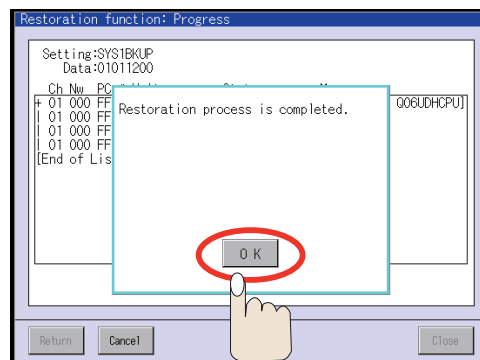 Restoration function: Progress
Setting:SYS1BKUP
Data:01011200
Ch Nw PC
+ 01 000 FF
| 01 000 FF
| 01 000 FF
| 01 000 FF
[End of Lis
Q06UDHCPU]
Restoration process is completed.
OK
Return
Cancel
Close